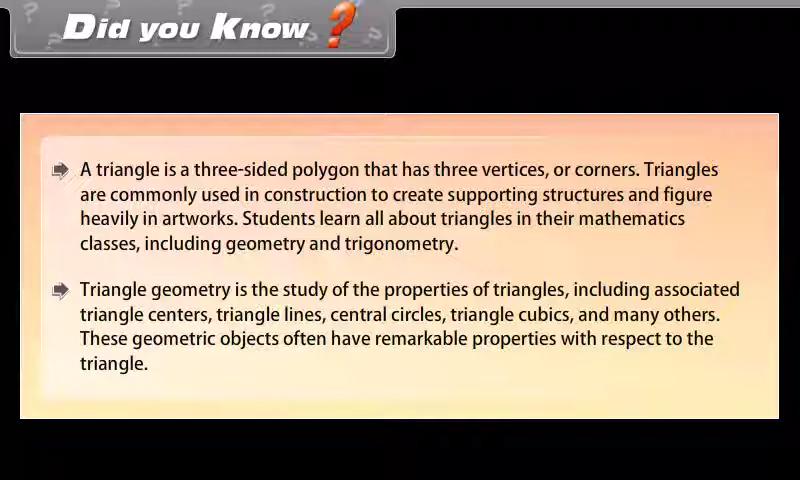 Did you Know ?
A triangle is a three-sided polygon that has three vertices, or corners. Triangles
are commonly used in construction to create supporting structures and figure
heavily in artworks. Students learn all about triangles in their mathematics
classes, including geometry and trigonometry.
Triangle geometry is the study of the properties of triangles, including associated
triangle centers, triangle lines, central circles, triangle cubics, and many others.
These geometric objects often have remarkable properties with respect to the
triangle.